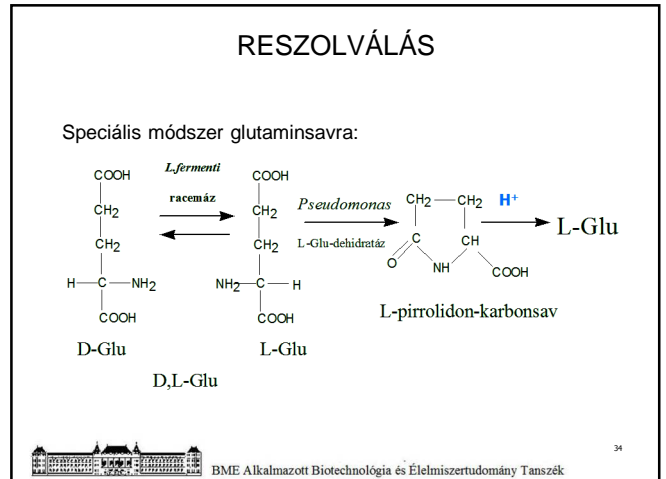 RESZOLVÁLÁS
Speciális módszer glutaminsavra:
COOH
CH2
CH2
H—C—NH2
COOH
D-Glu
L.fermenti
racemáz
COOH
CH2
CH2
NH2—C—H
COOH
L-Glu
D,L-Glu
Pseudomonas
L-Glu-dehidratáz
CH2—CH2
C
CH
O
NH
COOH
L-pirrolidon-karbonsav
H+
L-Glu
34
BME Alkalmazott Biotechnológia és Élelmiszertudomány Tanszék